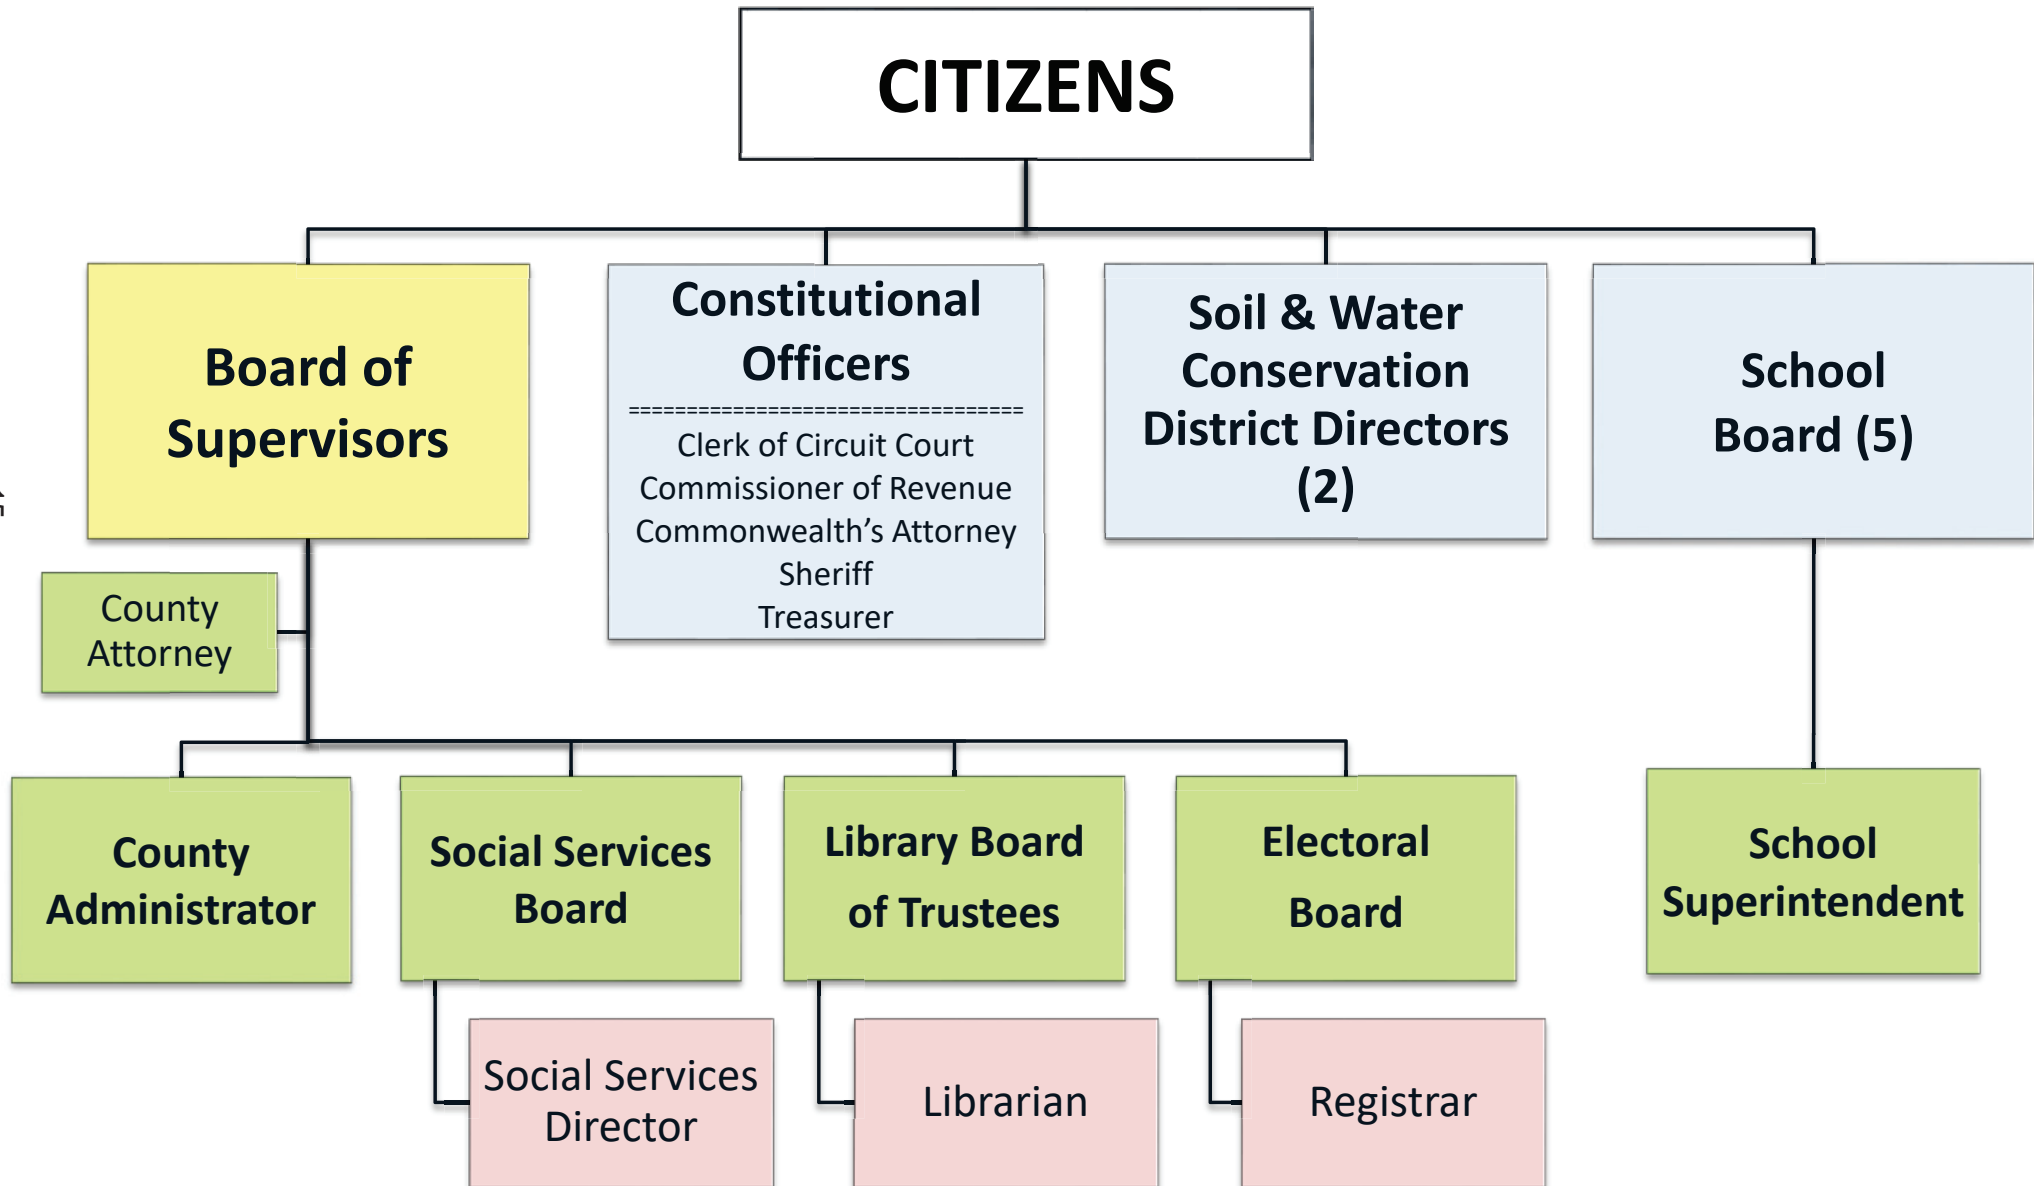 CITIZENS
Board of
Supervisors
Constitutional
Officers
==================================
Clerk of Circuit Court
Commissioner of Revenue
Commonwealth’s Attorney
Sheriff
Treasurer
Soil & Water
Conservation
District Directors
(2)
School
Board (5)
County
Attorney
County
Administrator
Social Services
Board
Library Board
of Trustees
Electoral
Board
School
Superintendent
Social Services
Director
Librarian
Registrar